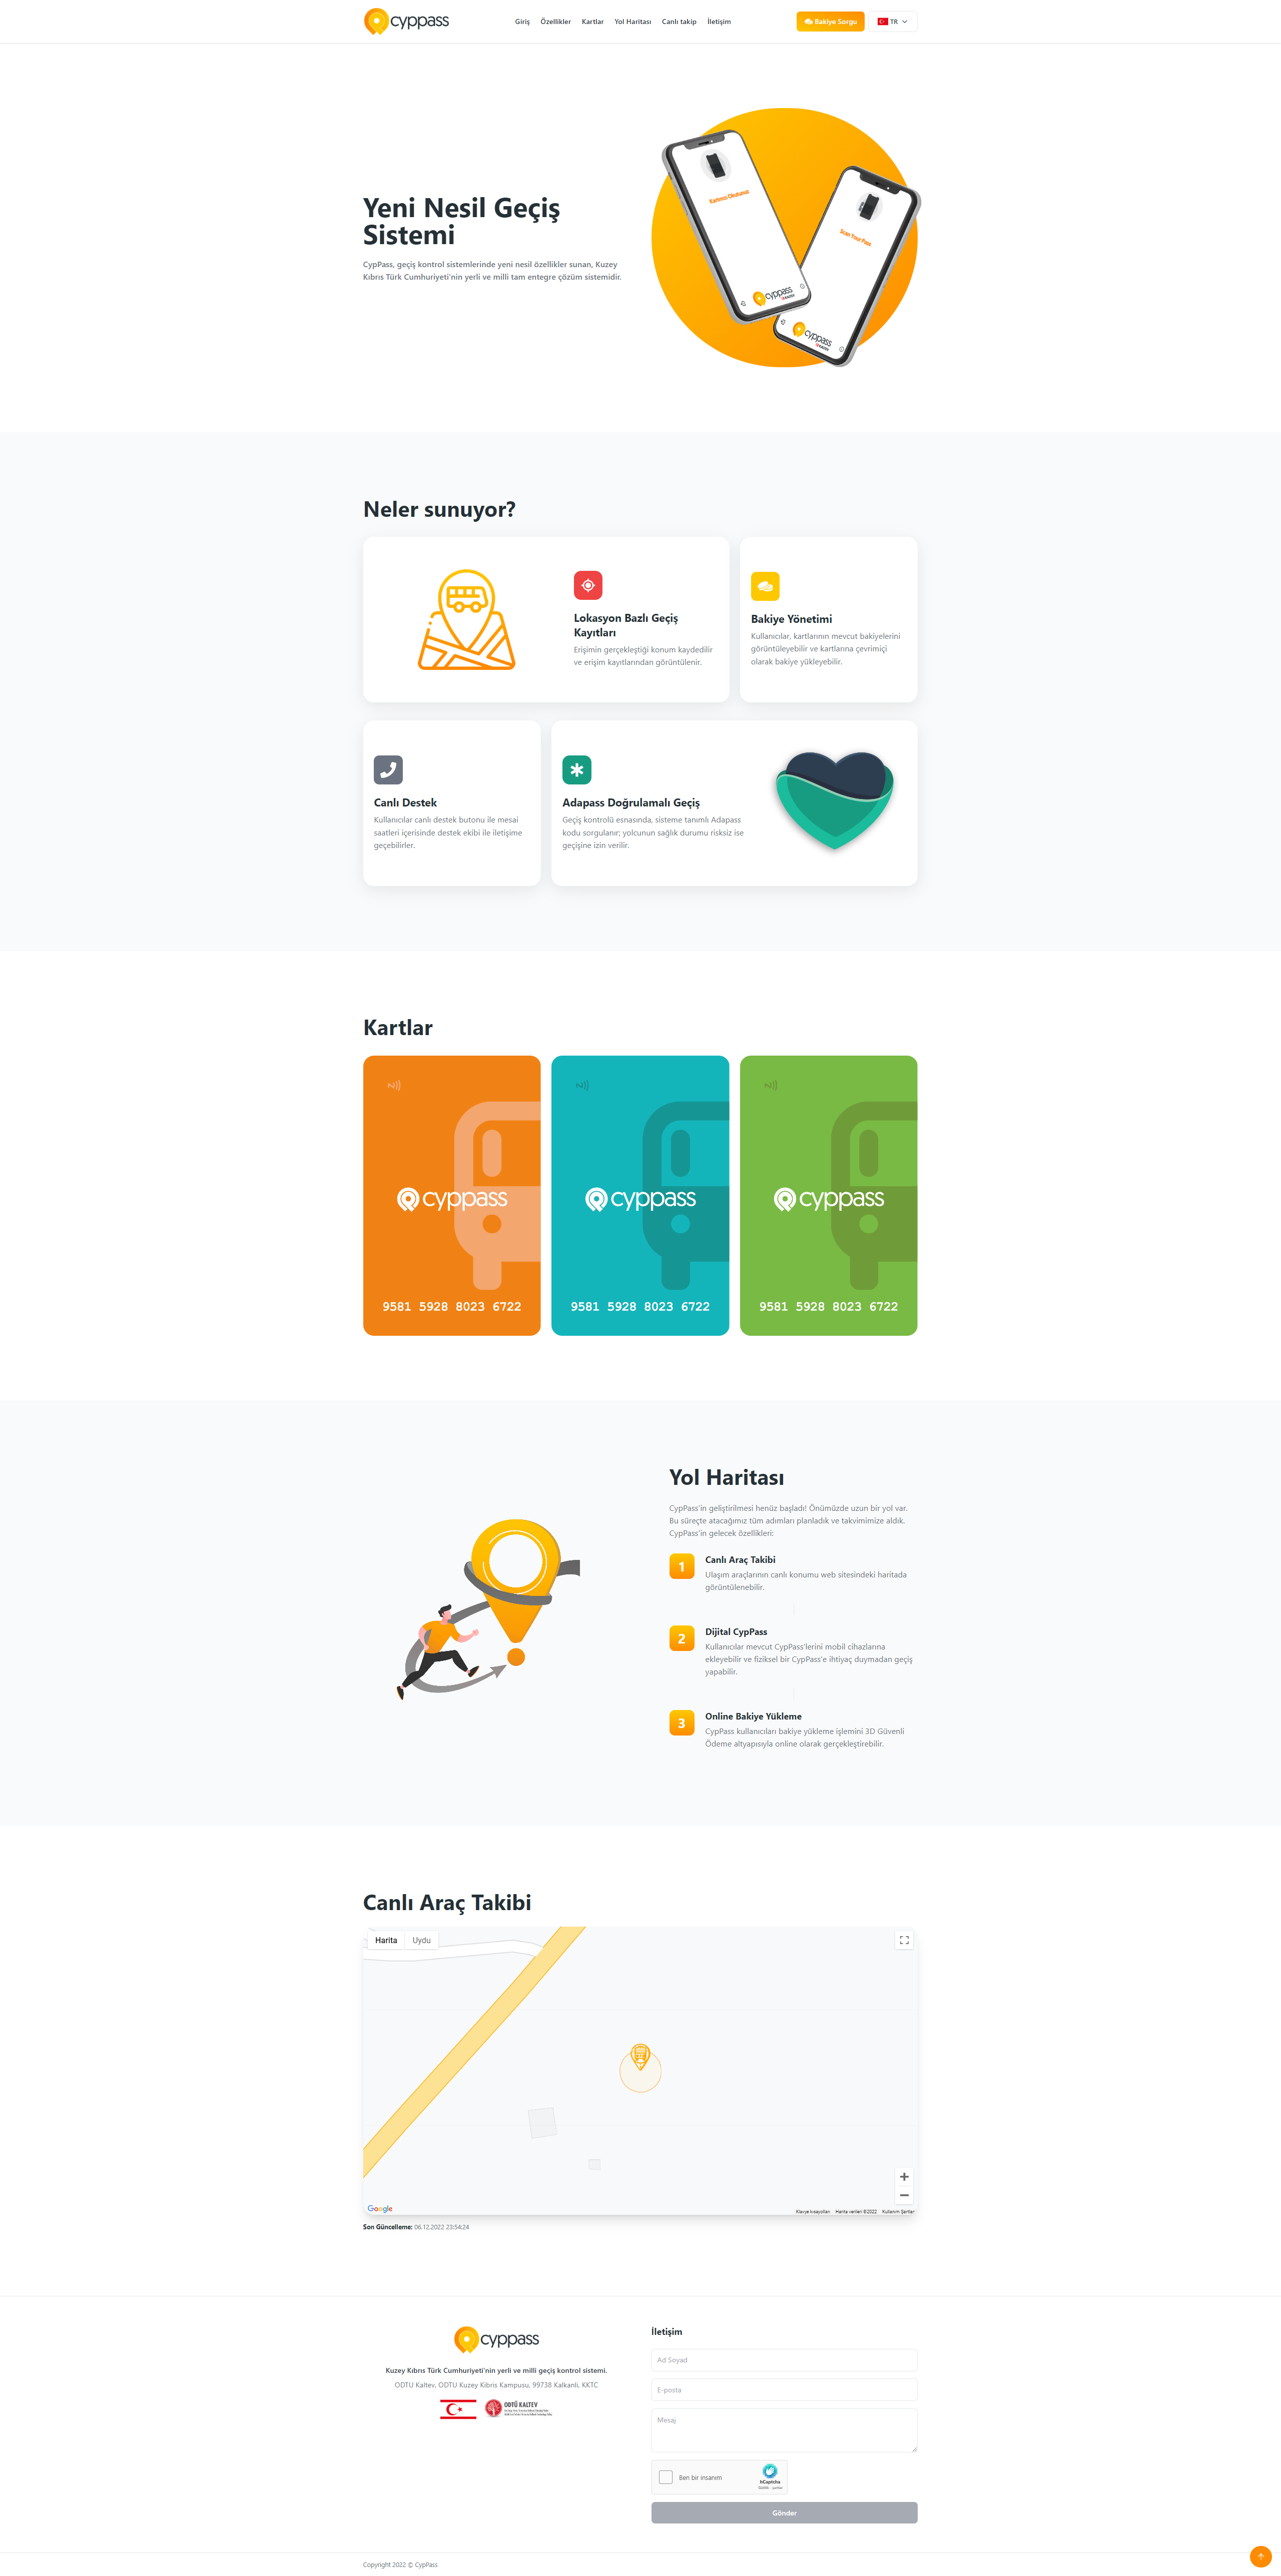 cyppass
Giriş
Özellikler
Kartlar
Yol Haritası
Canlı takip
İletişim
Bakiye Sorgu
TR
Yeni Nesil Geçiş
Sistemi
CypPass, geçiş kontrol sistemlerinde yeni nesil özellikler sunan, Kuzey
Kıbrıs Türk Cumhuriyeti'nin yerli ve milli tam entegre çözüm sistemidir.
Kartınızı Okutunuz
cyppass
Scan Your Pass
cyppass
Neler sunuyor?
Lokasyon Bazlı Geçiş
Kayıtları
Erişimin gerçekleştiği konum kaydedilir
ve erişim kayıtlarından görüntülenir.
Bakiye Yönetimi
Kullanıcılar, kartlarının mevcut bakiyelerini
görüntüleyebilir ve kartlarına çevrimiçi
olarak bakiye yükleyebilir.
Canlı Destek
Kullanıcılar canlı destek butonu ile mesai
saatleri içerisinde destek ekibi ile iletişime
geçebilirler.
Adapass Doğrulamalı Geçiş
Geçiş kontrolü esnasında, sisteme tanımlı Adapass
kodu sorgulanır; yolcunun sağlık durumu risksiz ise
geçişine izin verilir.
Kartlar
cyppass
9581 5928 8023 6722
cyppass
9581 5928 8023 6722
cyppass
9581 5928 8023 6722
Yol Haritası
CypPass'in geliştirilmesi henüz başladı! Önümüzde uzun bir yol var.
Bu süreçte atacağımız tüm adımları planladık ve takvimimize aldık.
CypPass'in gelecek özellikleri:
1
Canlı Araç Takibi
Ulaşım araçlarının canlı konumu web sitesindeki haritada
görüntülenebilir.
2
Dijital CypPass
Kullanıcılar mevcut CypPass'lerini mobil cihazlarına
ekleyebilir ve fiziksel bir CypPass'e ihtiyaç duymadan geçiş
yapabilir.
3
Online Bakiye Yükleme
CypPass kullanıcıları bakiye yükleme işlemini 3D Güvenli
Ödeme altyapısıyla online olarak gerçekleştirebilir.
Canlı Araç Takibi
Harita
Uydu
Google
Klavye kısayolları
Harita verileri ©2022
Kullanım Şartları
Son Güncelleme: 06.12.2022 23:54:24
cyppass
Kuzey Kıbrıs Türk Cumhuriyeti'nin yerli ve milli geçiş kontrol sistemi.
ODTU Kaltev, ODTU Kuzey Kibris Kampusu, 99738 Kalkanli, KKTC
ODTÜ KALTEV
İletişim
Ad Soyad
E-posta
Mesaj
Ben bir insanım
hCaptcha
Gizlilik - Şartlar
Gönder
Copyright 2022 © CypPass